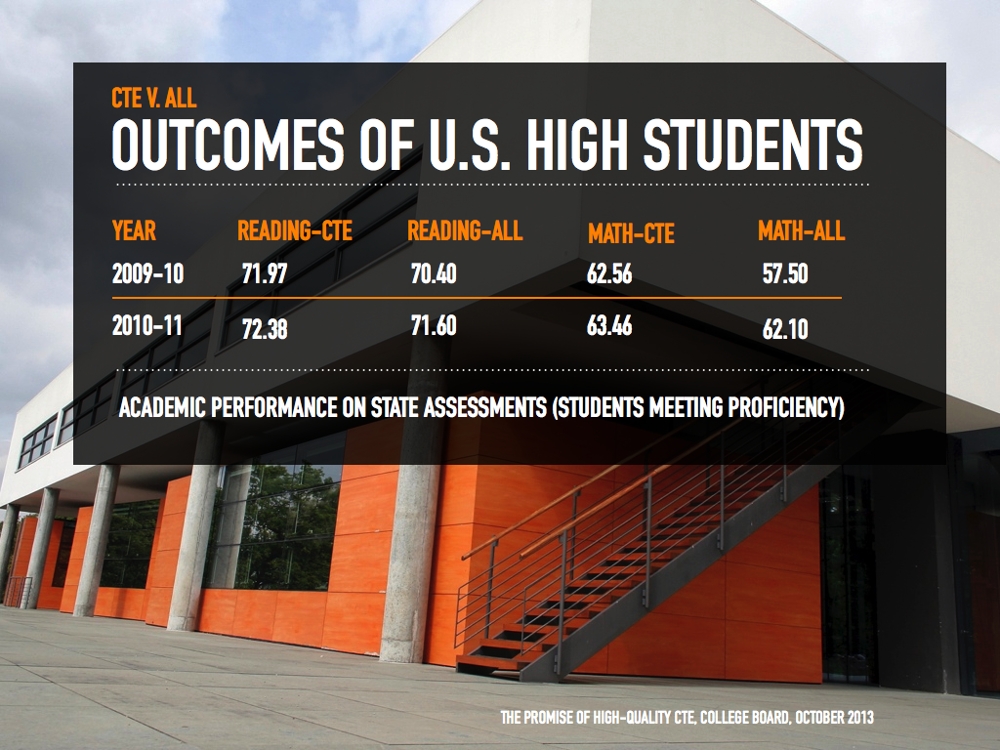 CTE V. ALL
OUTCOMES OF U.S. HIGH STUDENTS
YEAR READING-CTE READING-ALL MATH-CTE MATH-ALL
2009-10 71.97 70.40 62.56 57.50
2010-11 72.38 71.60 63.46 62.10
ACADEMIC PERFORMANCE ON STATE ASSESSMENTS (STUDENTS MEETING PROFICIENCY)
THE PROMISE OF HIGH-QUALITY CTE, COLLEGE BOARD, OCTOBER 2013